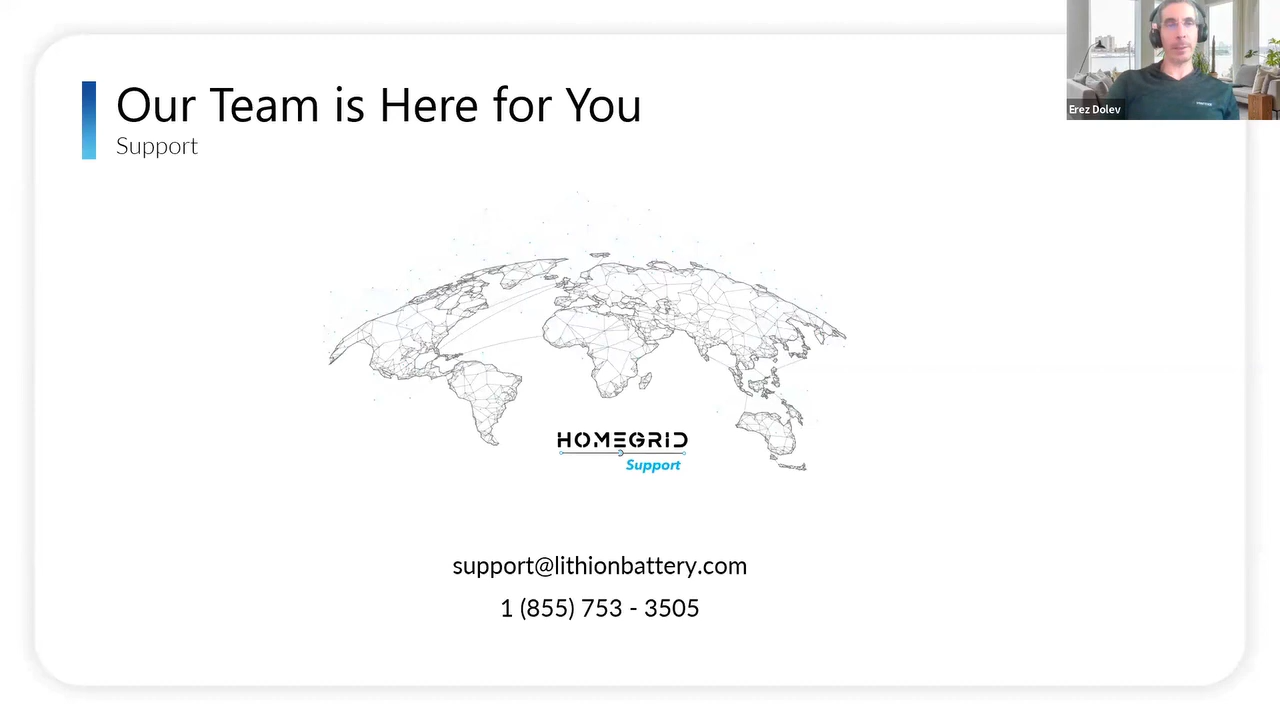 Our Team is Here for You
Support
Erez Dolev
HOMEGRID
Support
support@lithionbattery.com
1 (855) 753 - 3505